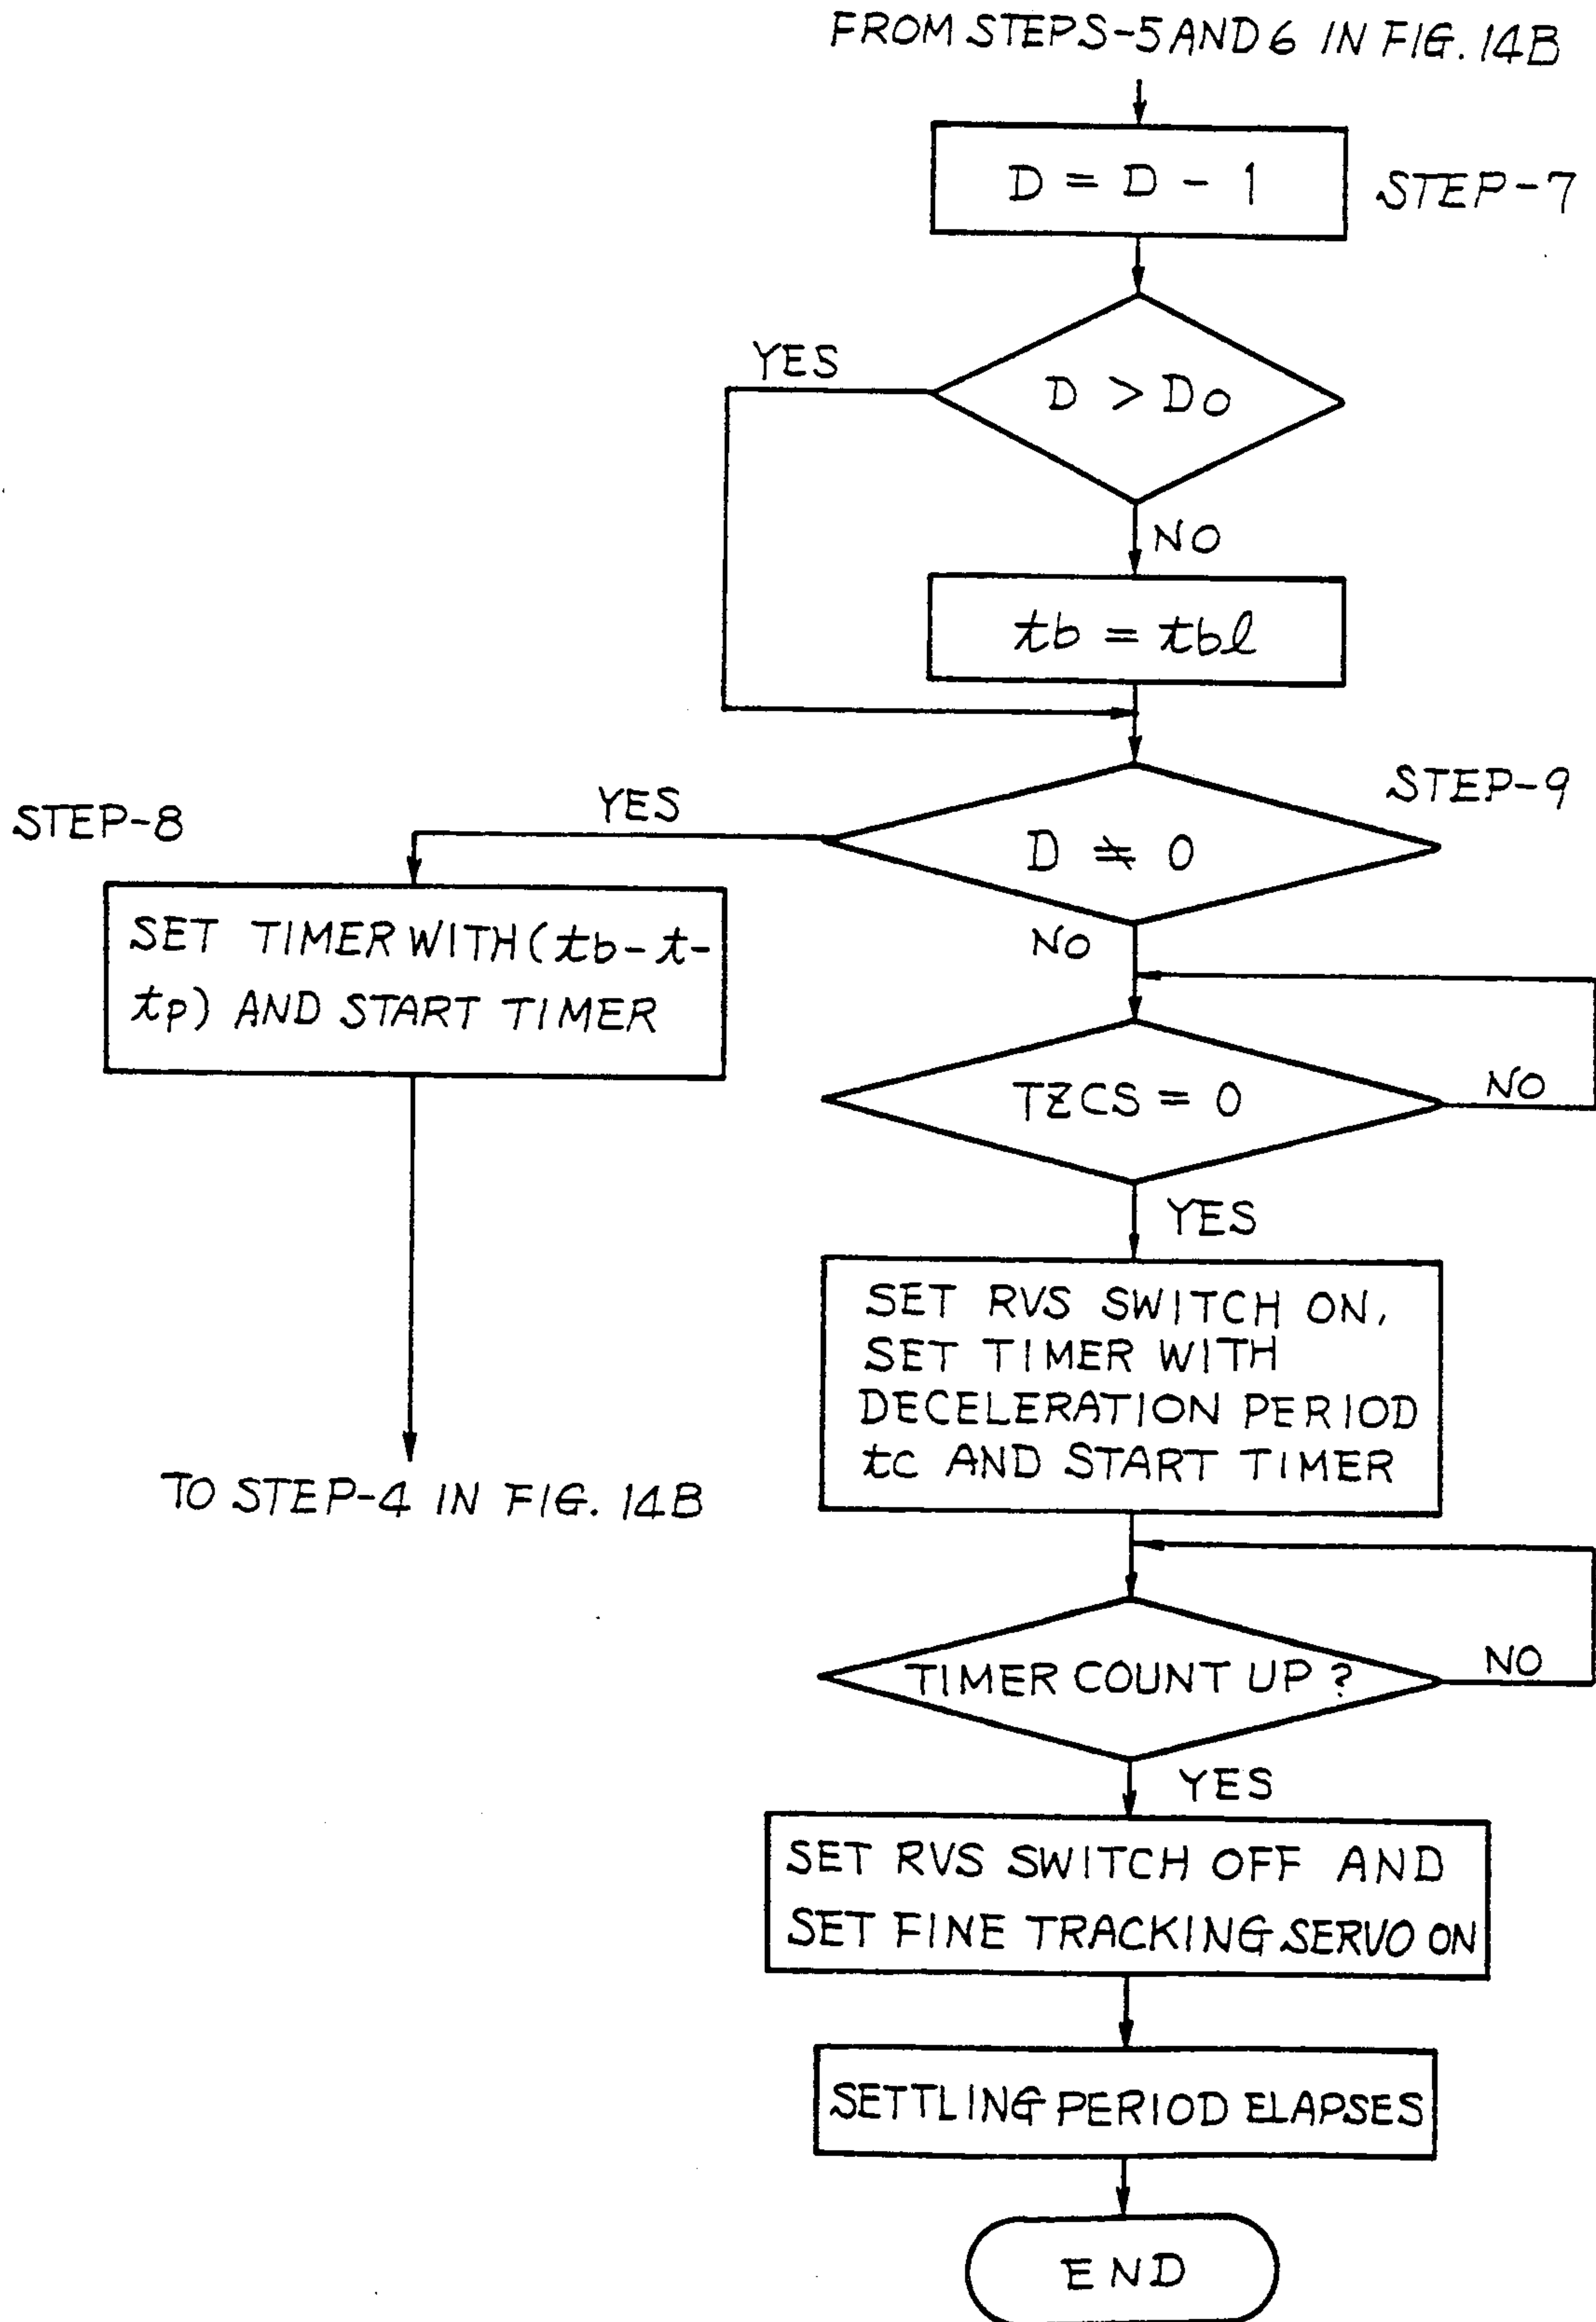 FROM STEPS-5 AND 6 IN FIG. 14B
D = D - 1
STEP-7
YES
D > Do
NO
tb = tbl
STEP-9
STEP-8
YES
D ≠ 0
SET TIMER WITH (tb-t-
tp) AND START TIMER
NO
TZCS = 0
NO
YES
SET RVS SWITCH ON,
SET TIMER WITH
DECELERATION PERIOD
tc AND START TIMER
TO STEP-4 IN FIG. 14B
TIMER COUNT UP ?
NO
YES
SET RVS SWITCH OFF AND
SET FINE TRACKING SERVO ON
SETTLING PERIOD ELAPSES
END